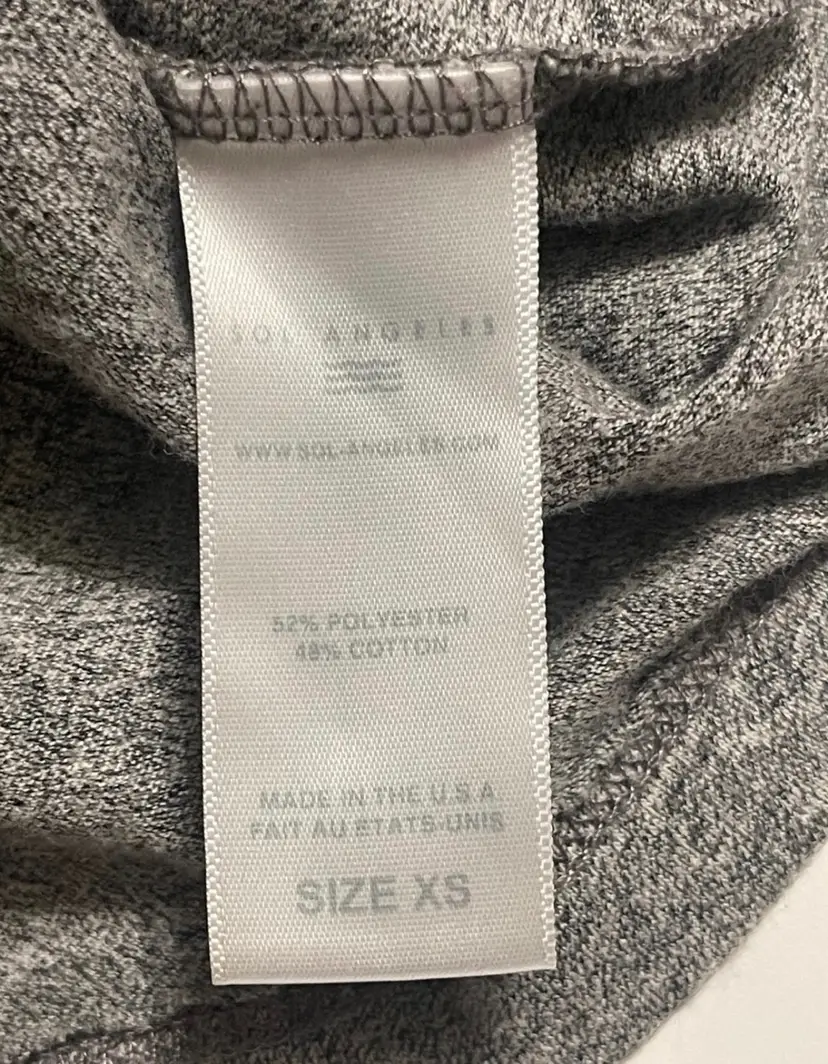 SOL ANGELES
WWW.SOL-ANGELES.COM
52% POLYESTER
48% COTTON
MADE IN THE U.S.A
FAIT AU ETATS-UNIS
SIZE XS